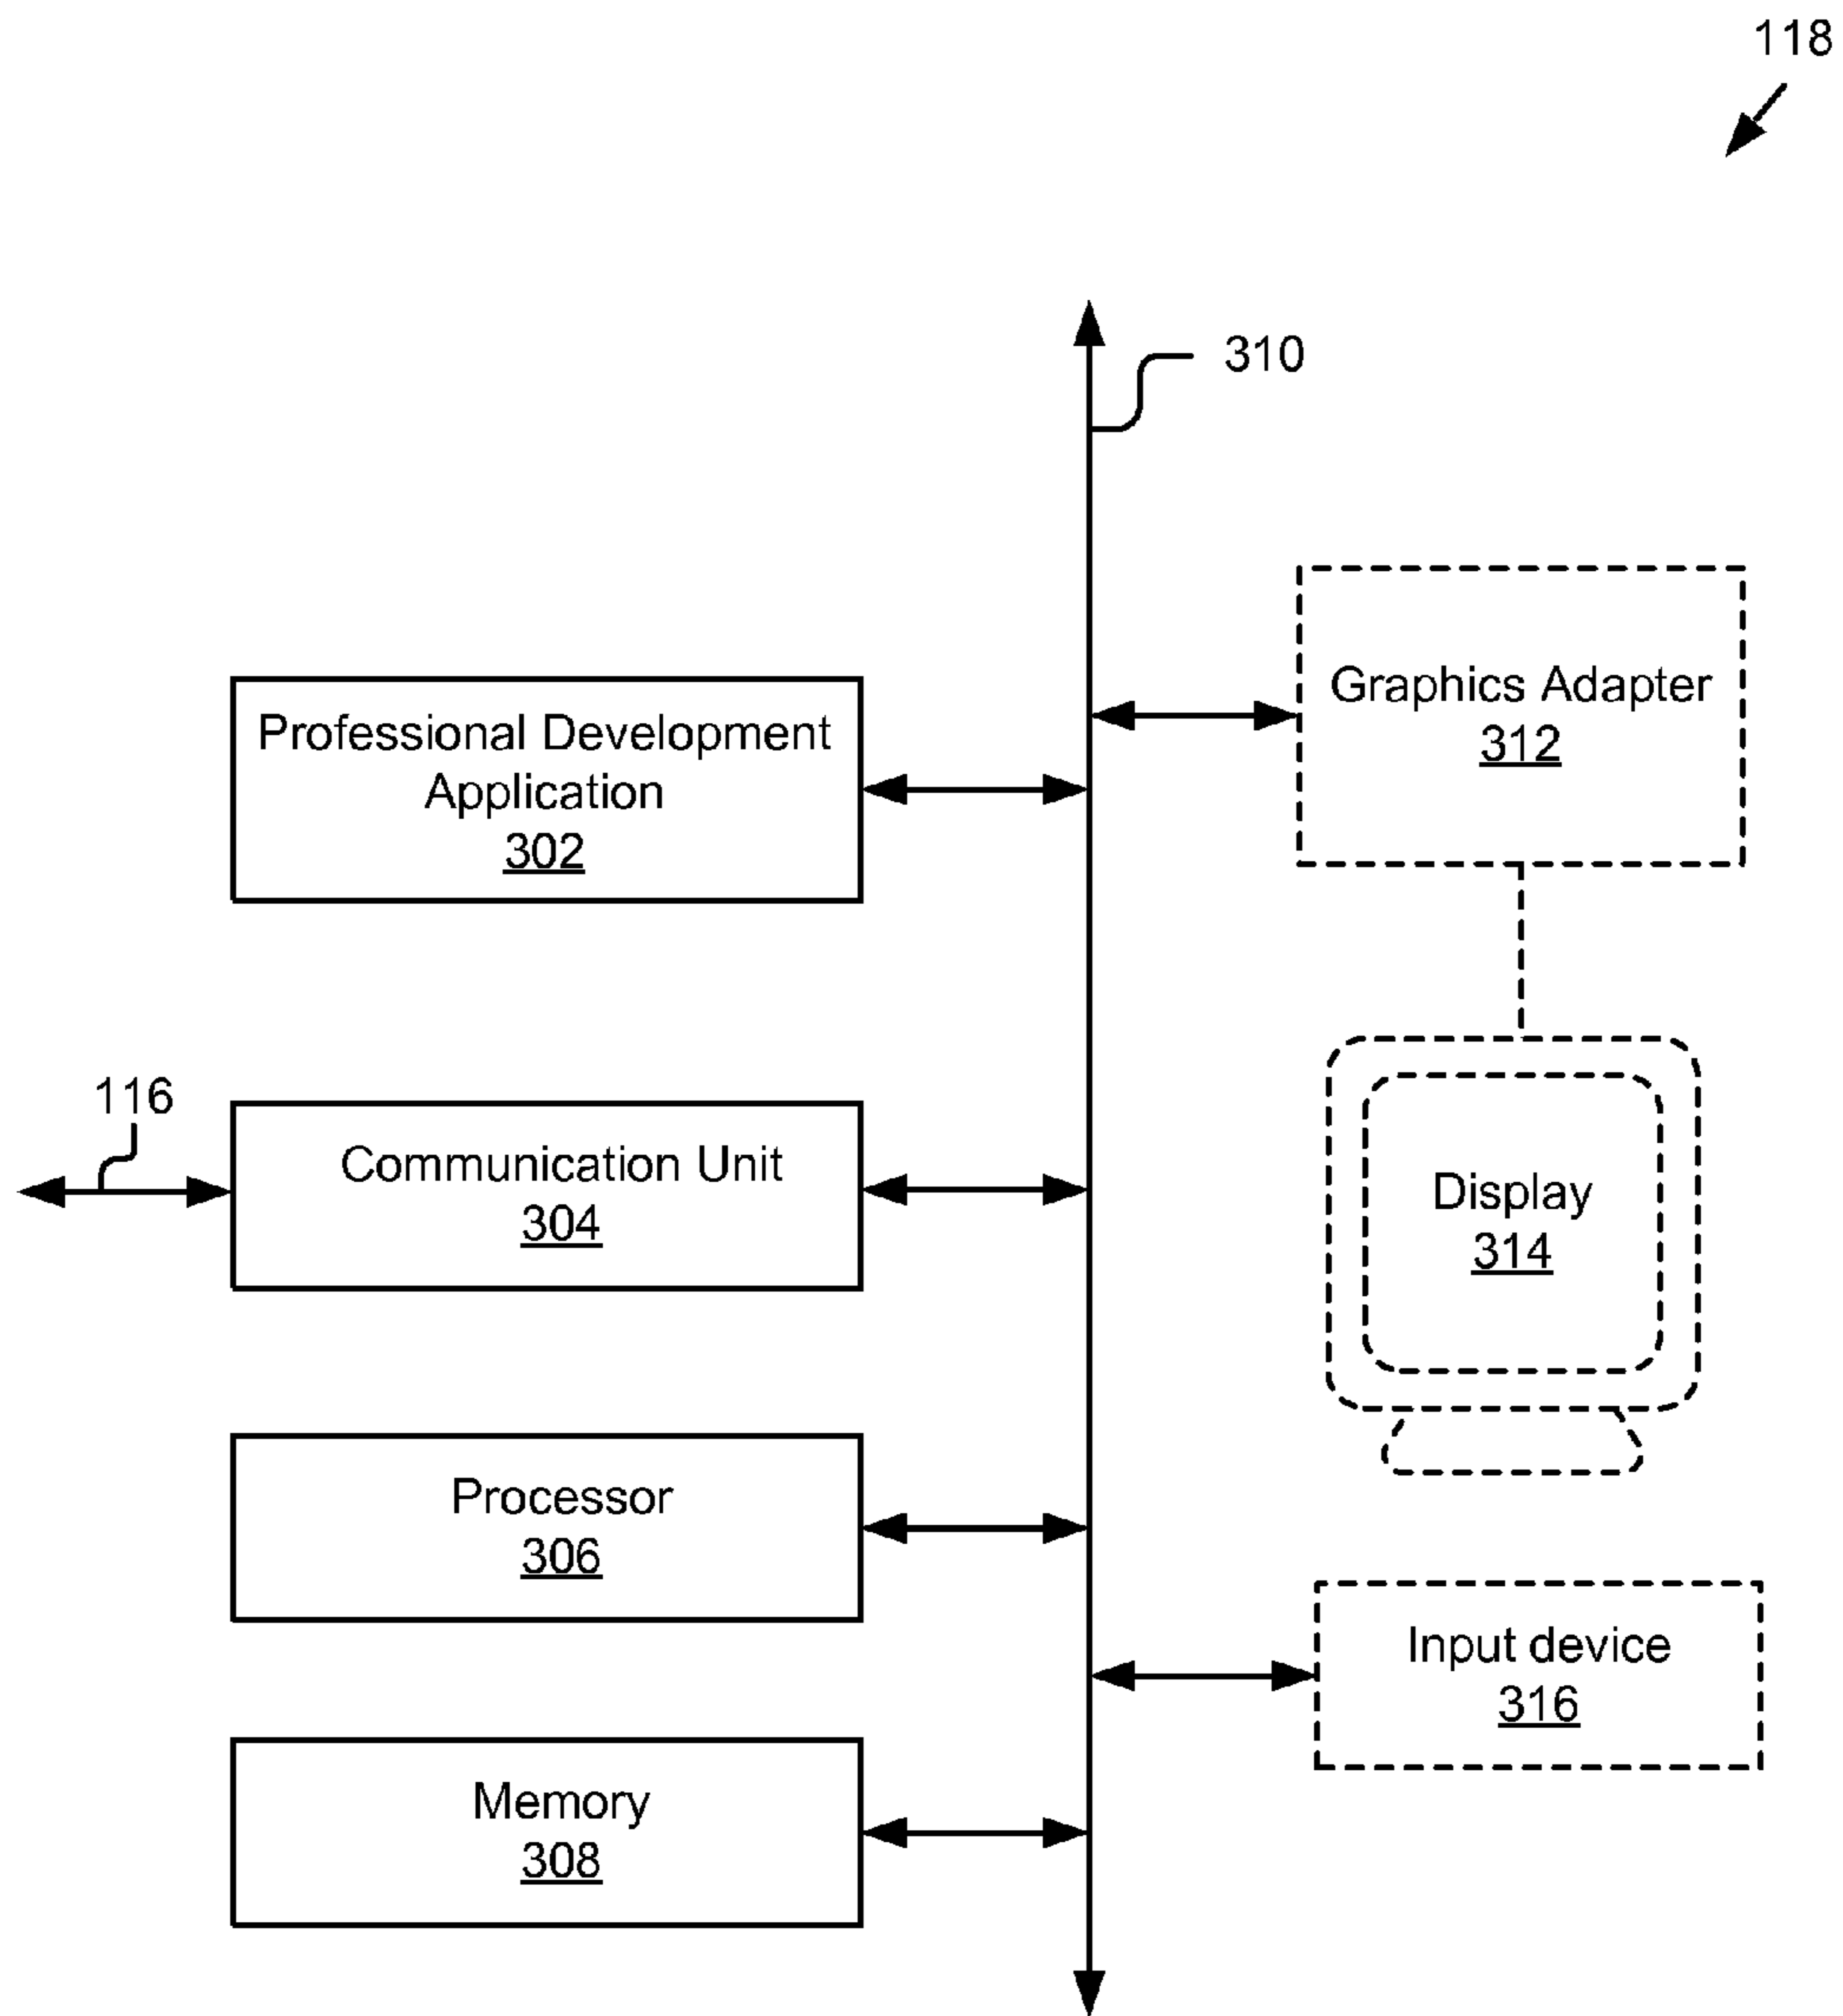 118
310
Graphics Adapter
312
Professional Development
Application
302
116
Communication Unit
304
Display
314
Processor
306
Input device
316
Memory
308